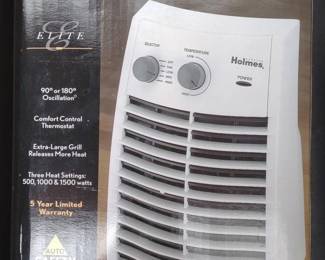 E
ELITE
90° or 180°
Oscillation
Comfort Control
Thermostat
Extra-Large Grill
Releases More Heat
Three Heat Settings:
500, 1000 & 1500 watts
5 Year Limited
Warranty
AUTO
SELECTOR
TEMPERATURE
LOW
Holmes
POWER